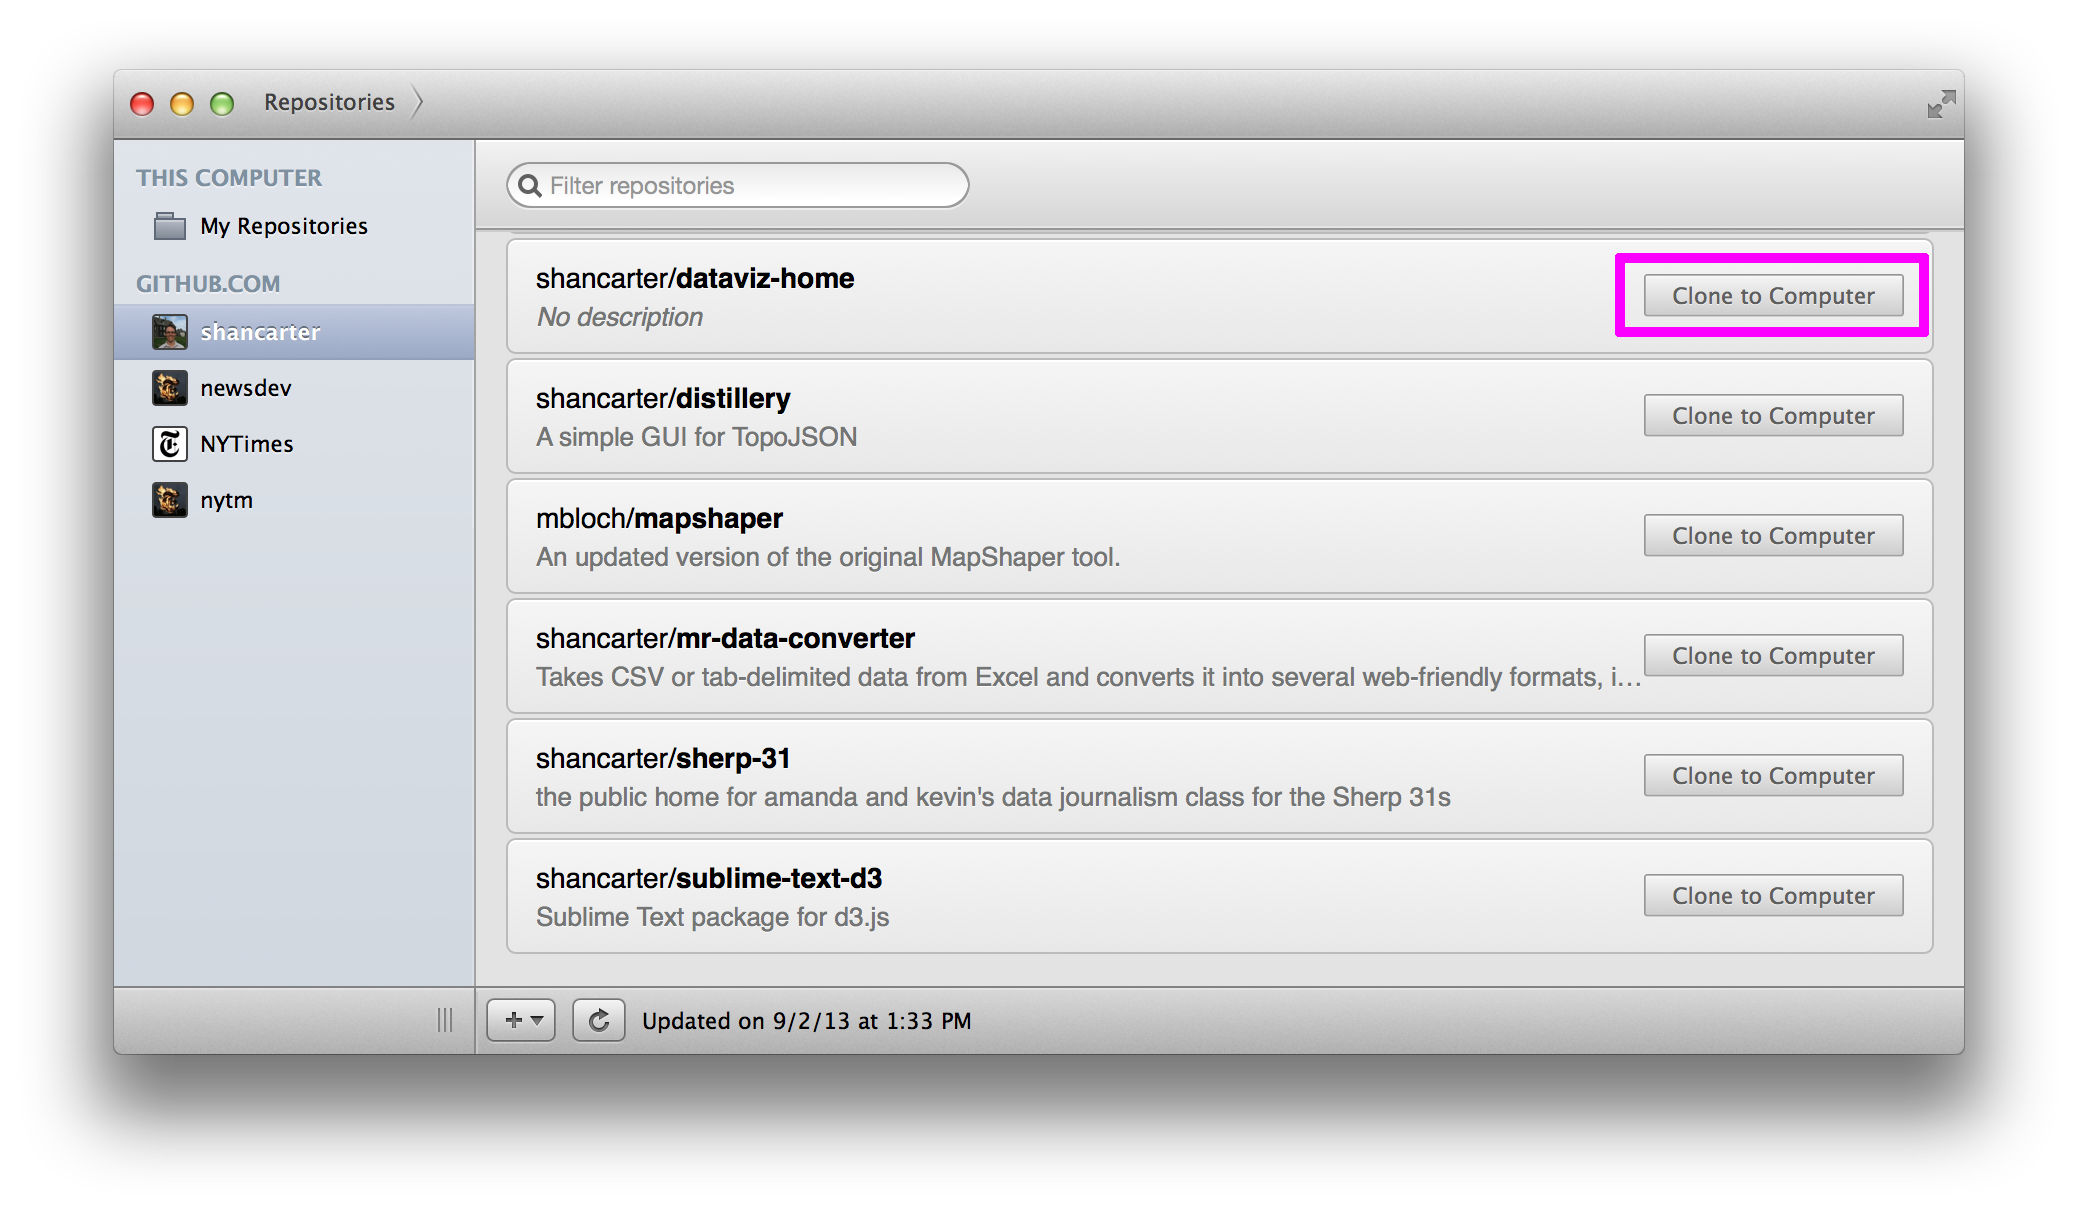 Repositories
THIS COMPUTER
My Repositories
GITHUB.COM
shancarter
newsdev
NYTimes
nytm
Filter repositories
shancarter/dataviz-home
No description
Clone to Computer
shancarter/distillery
A simple GUI for TopoJSON
Clone to Computer
mbloch/mapshaper
An updated version of the original MapShaper tool.
Clone to Computer
shancarter/mr-data-converter
Takes CSV or tab-delimited data from Excel and converts it into several web-friendly formats, i...
Clone to Computer
shancarter/sherp-31
the public home for amanda and kevin's data journalism class for the Sherp 31s
Clone to Computer
shancarter/sublime-text-d3
Sublime Text package for d3.js
Clone to Computer
Updated on 9/2/13 at 1:33 PM